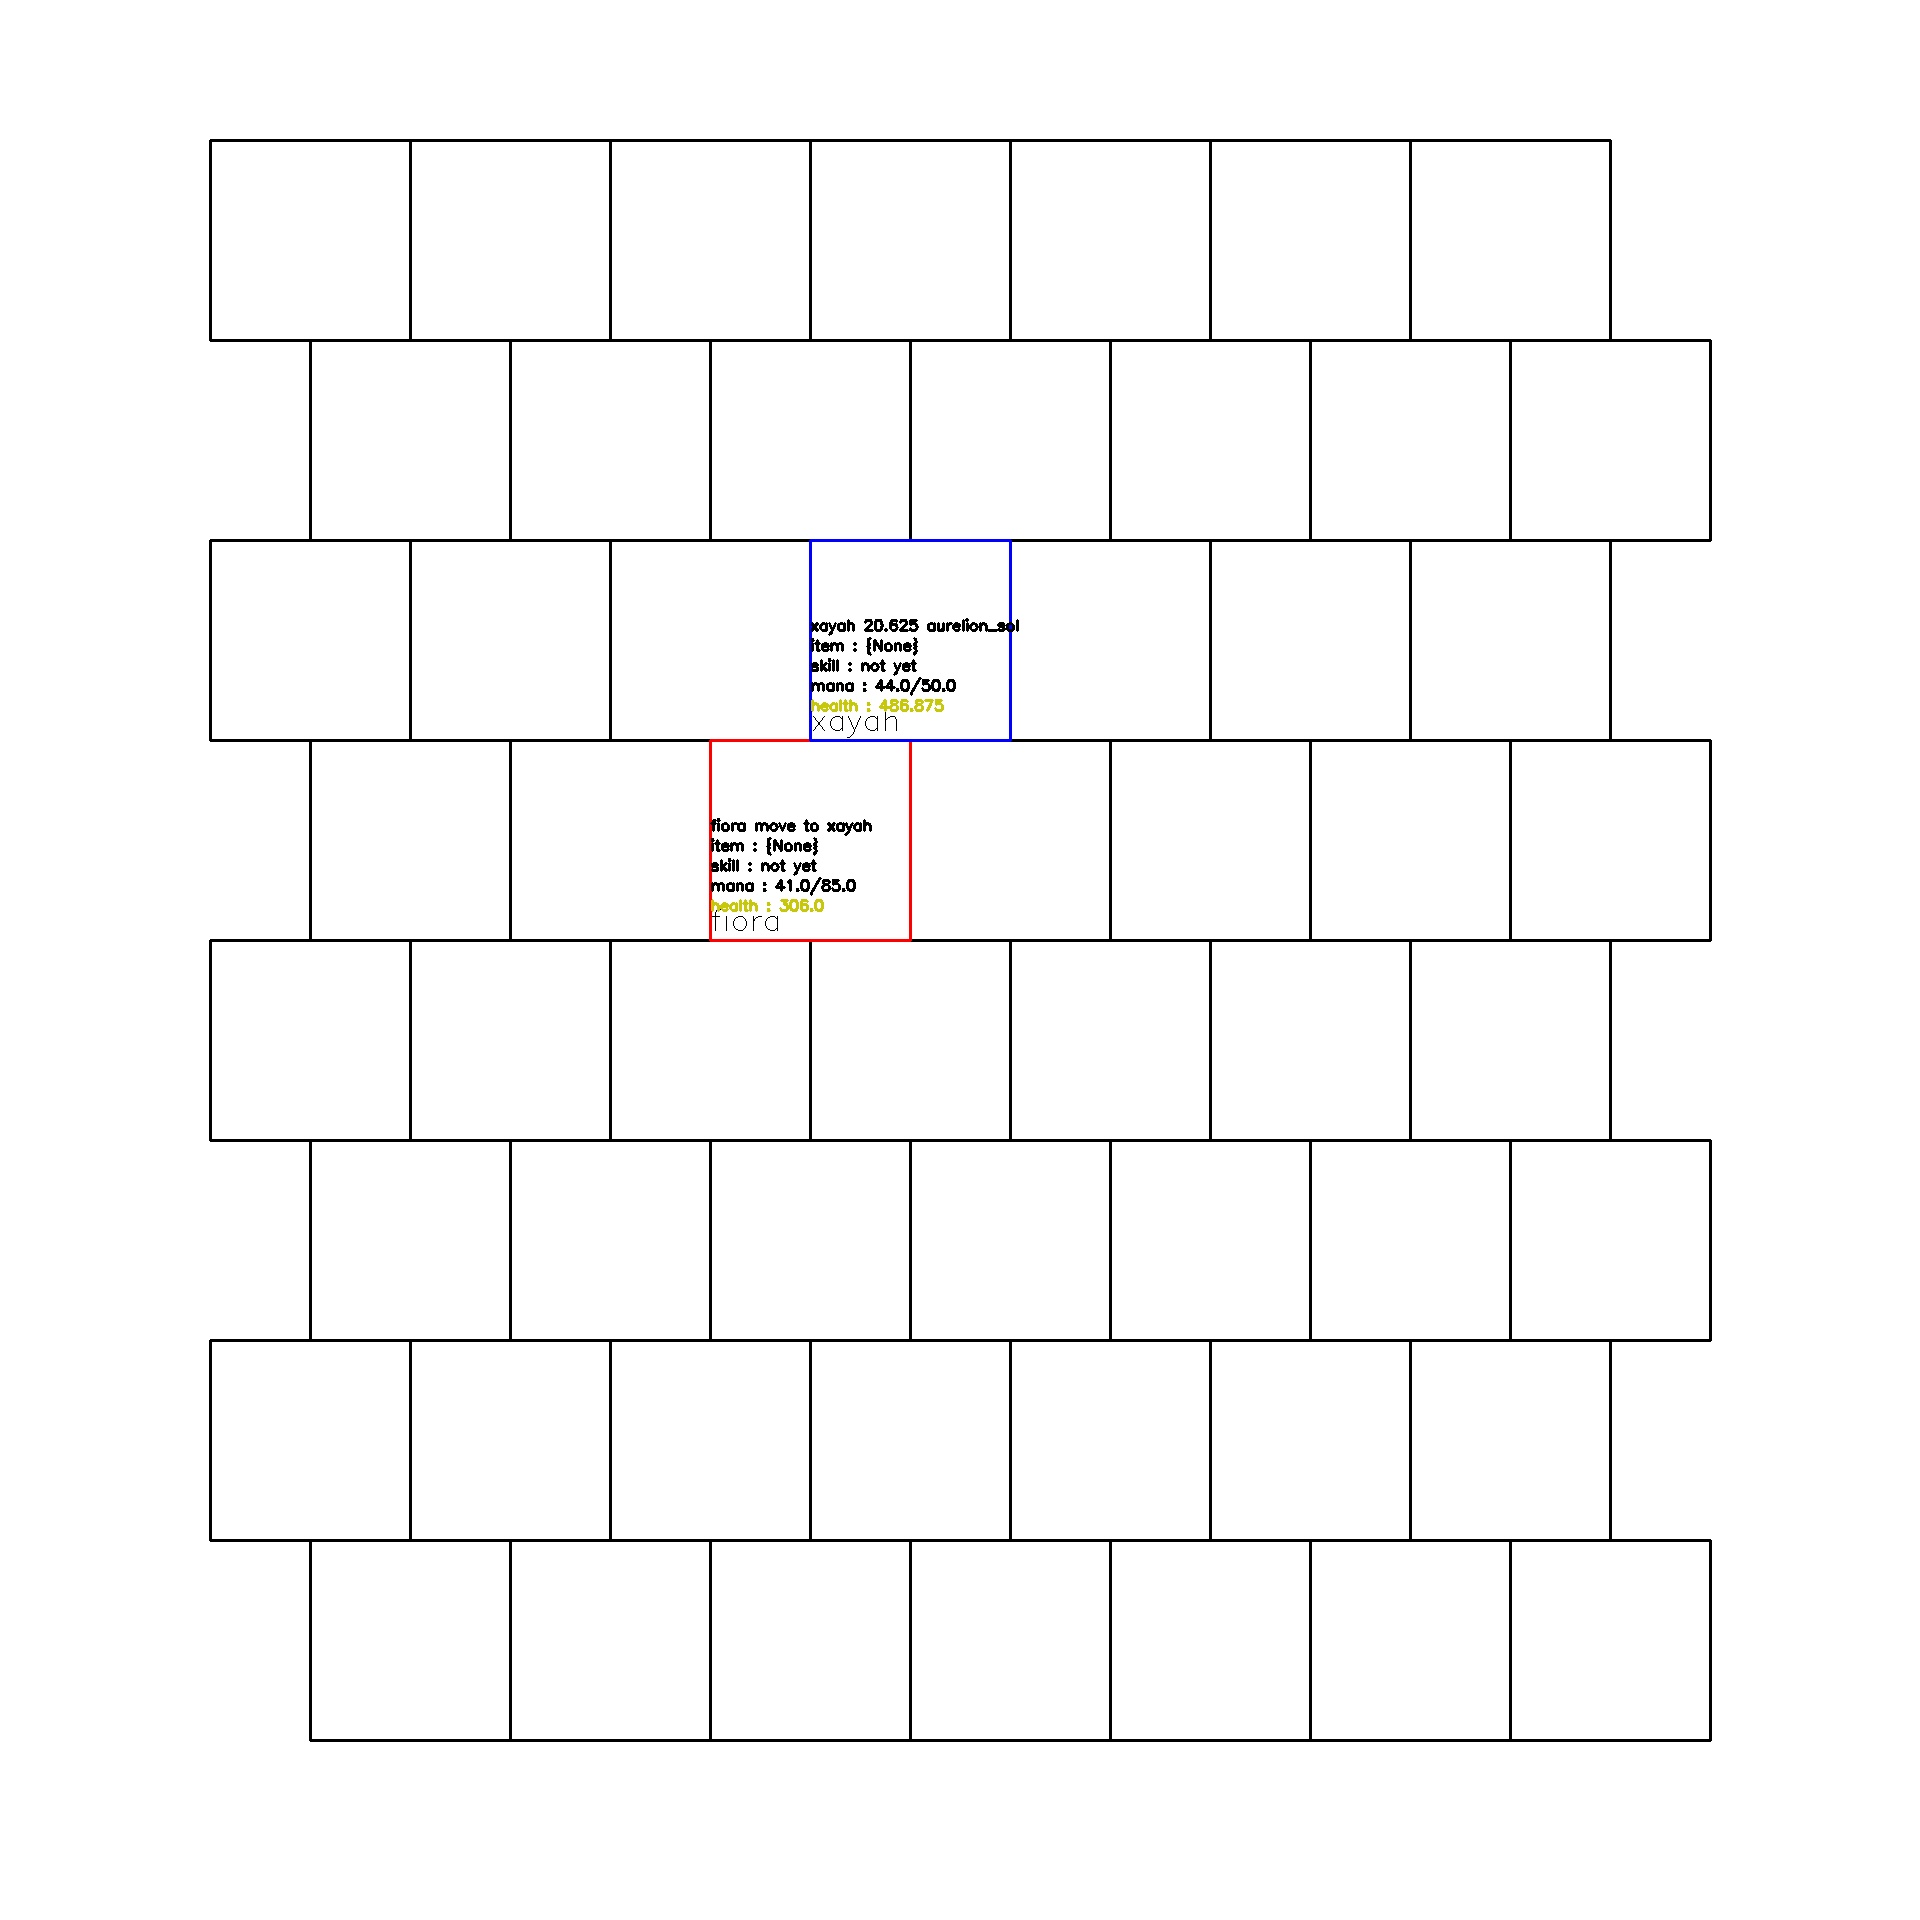 xayah 20.625 aurelion_sol
item : {None}
skill : not yet
mana : 44.0/50.0
health : 486.875
xayah
fiora move to xayah
item : {None}
skill : not yet
mana : 41.0/85.0
health : 306.0
fiora